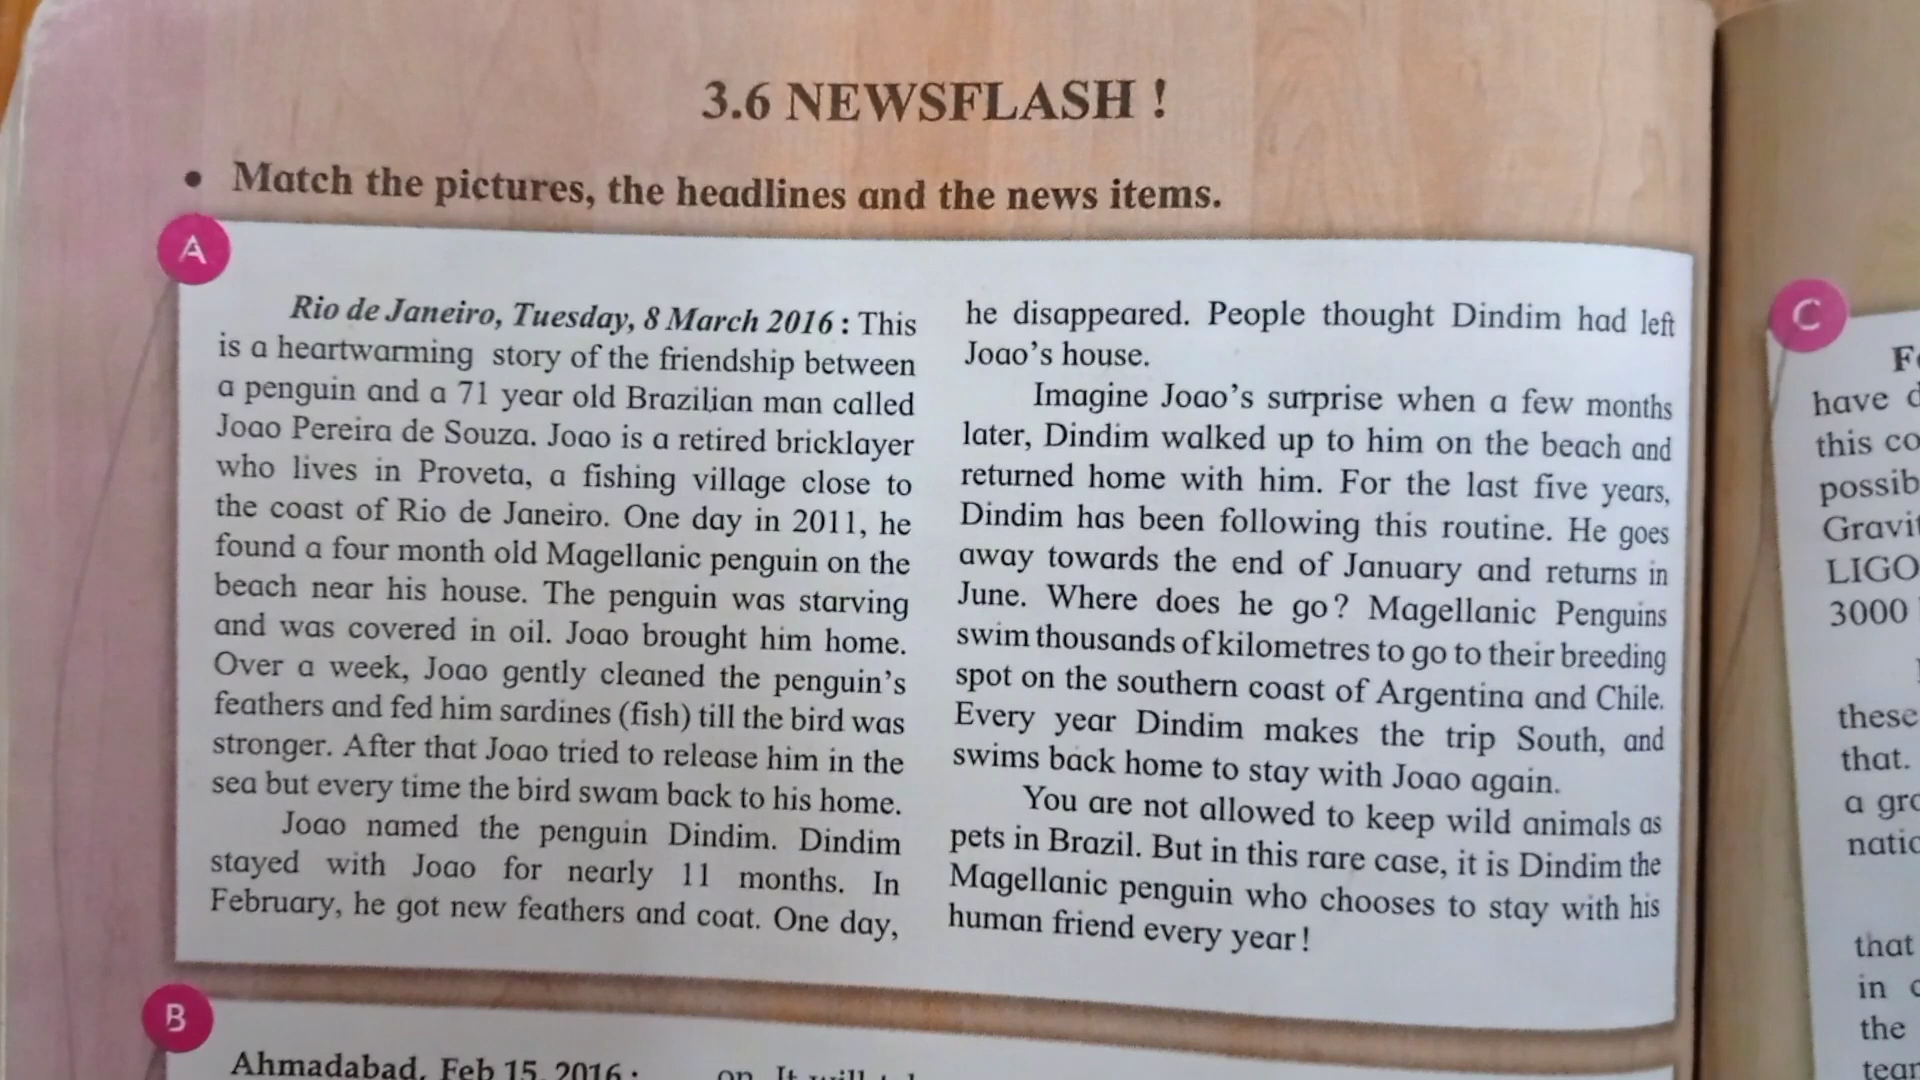 3.6 NEWSFLASH !
• Match the pictures, the headlines and the news items.
A
Rio de Janeiro, Tuesday, 8 March 2016 : This
is a heartwarming story of the friendship between
a penguin and a 71 year old Brazilian man called
Joao Pereira de Souza. Joao is a retired bricklayer
who lives in Proveta, a fishing village close to
the coast of Rio de Janeiro. One day in 2011, he
found a four month old Magellanic penguin on the
beach near his house. The penguin was starving
and was covered in oil. Joao brought him home.
Over a week, Joao gently cleaned the penguin's
feathers and fed him sardines (fish) till the bird was
stronger. After that Joao tried to release him in the
sea but every time the bird swam back to his home.
Joao named the penguin Dindim. Dindim
stayed with Joao for nearly 11 months. In
February, he got new feathers and coat. One day,
he disappeared. People thought Dindim had left
Joao's house.
Imagine Joao's surprise when a few months
later, Dindim walked up to him on the beach and
returned home with him. For the last five years,
Dindim has been following this routine. He goes
away towards the end of January and returns in
June. Where does he go? Magellanic Penguins
swim thousands of kilometres to go to their breeding
spot on the southern coast of Argentina and Chile.
Every year Dindim makes the trip South, and
swims back home to stay with Joao again.
You are not allowed to keep wild animals as
pets in Brazil. But in this rare case, it is Dindim the
Magellanic penguin who chooses to stay with his
human friend every year!
B
Ahmadabad, Feb 15, 2016 :
on. It will
C
have
this
LIGO
3000
these
that.
a
that
in
the